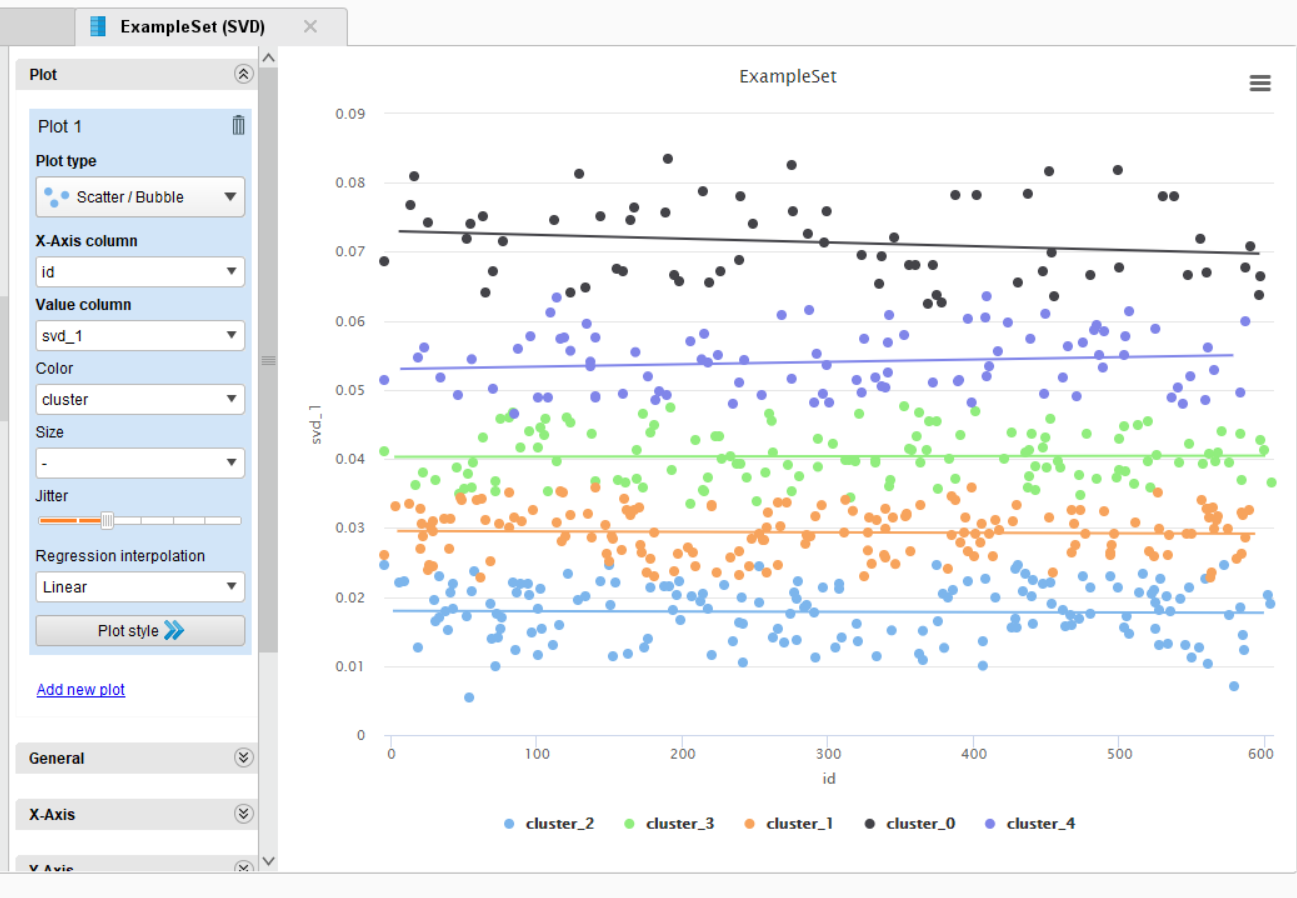 ExampleSet (SVD)
Plot
Plot 1
Plot type
Scatter / Bubble
X-Axis column
id
Value column
svd_1
Color
cluster
Size
-
Jitter
Regression interpolation
Linear
Plot style
Add new plot
General
X-Axis
Y Axis
ExampleSet
0.09
0.08
0.07
0.06
0.05
0.04
0.03
0.02
0.01
0
svd_1
0 100 200 300 400 500 600
id
cluster_2 cluster_3 cluster_1 cluster_0 cluster_4